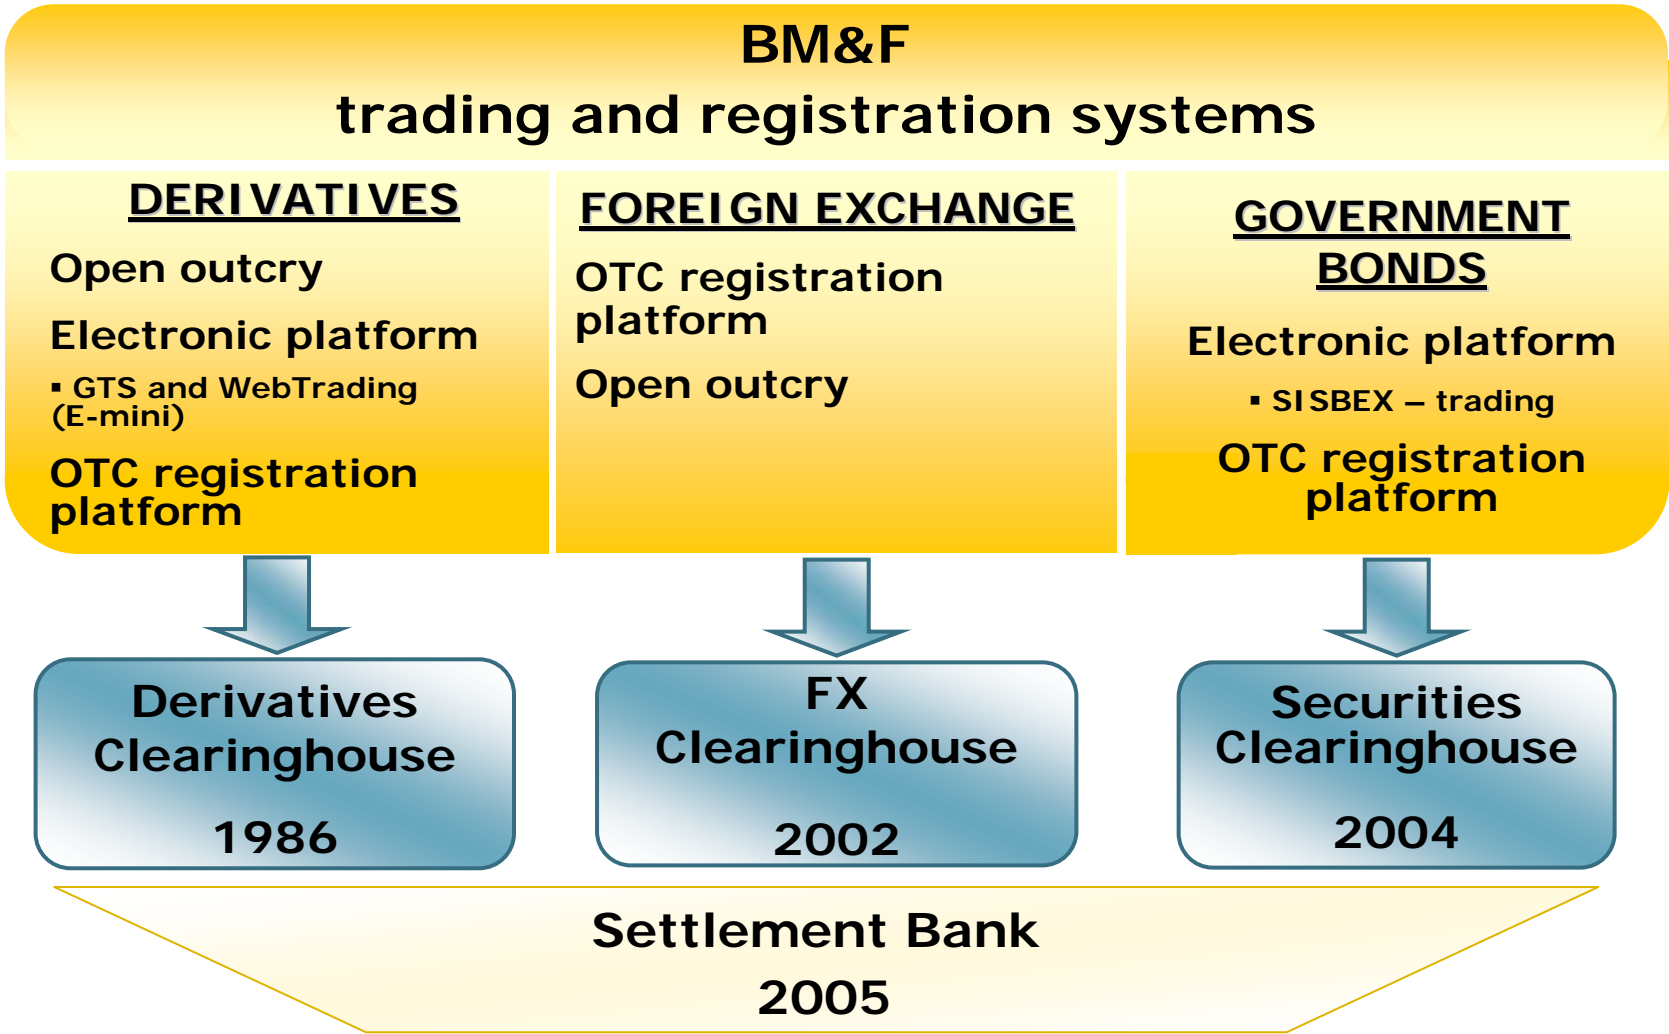 BM&F
trading and registration systems
DERIVATIVES
Open outcry
Electronic platform
▪ GTS and WebTrading
(E-mini)
OTC registration
platform
FOREIGN EXCHANGE
OTC registration
platform
Open outcry
GOVERNMENT
BONDS
Electronic platform
▪ SISBEX – trading
OTC registration
platform
Derivatives
Clearinghouse
1986
FX
Clearinghouse
2002
Securities
Clearinghouse
2004
Settlement Bank
2005